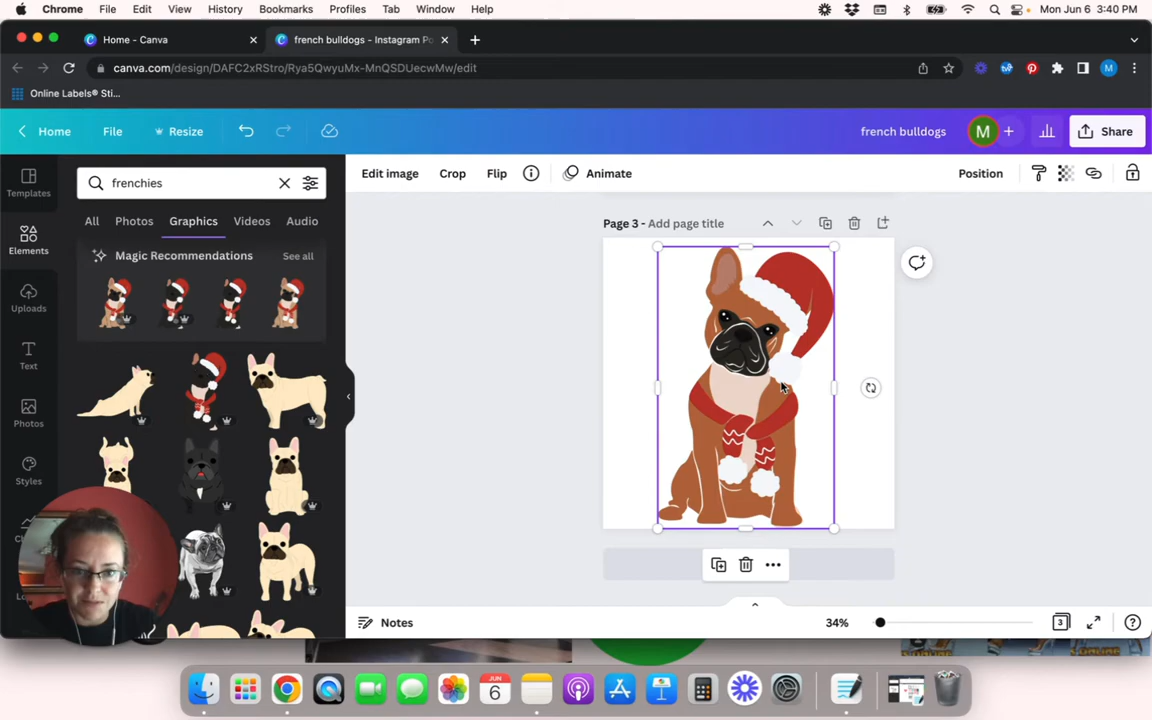 Chrome File Edit View History Bookmarks Profiles Tab Window Help Mon Jun 6 3:40 PM
Home - Canva
french bulldogs - Instagram Po
canva.com/design/DAFC2xRStro/Rya5QwyuMx-MnQSDUecwMw/edit
M
Online Labels® Sti...
Home File Resize french bulldogs M Share
Templates
Elements
Uploads
Text
Photos
Styles
frenchies
All Photos Graphics Videos Audio
Magic Recommendations See all
Edit image Crop Flip Animate Position
Page 3 - Add page title
Notes 34% 3
JUN
6